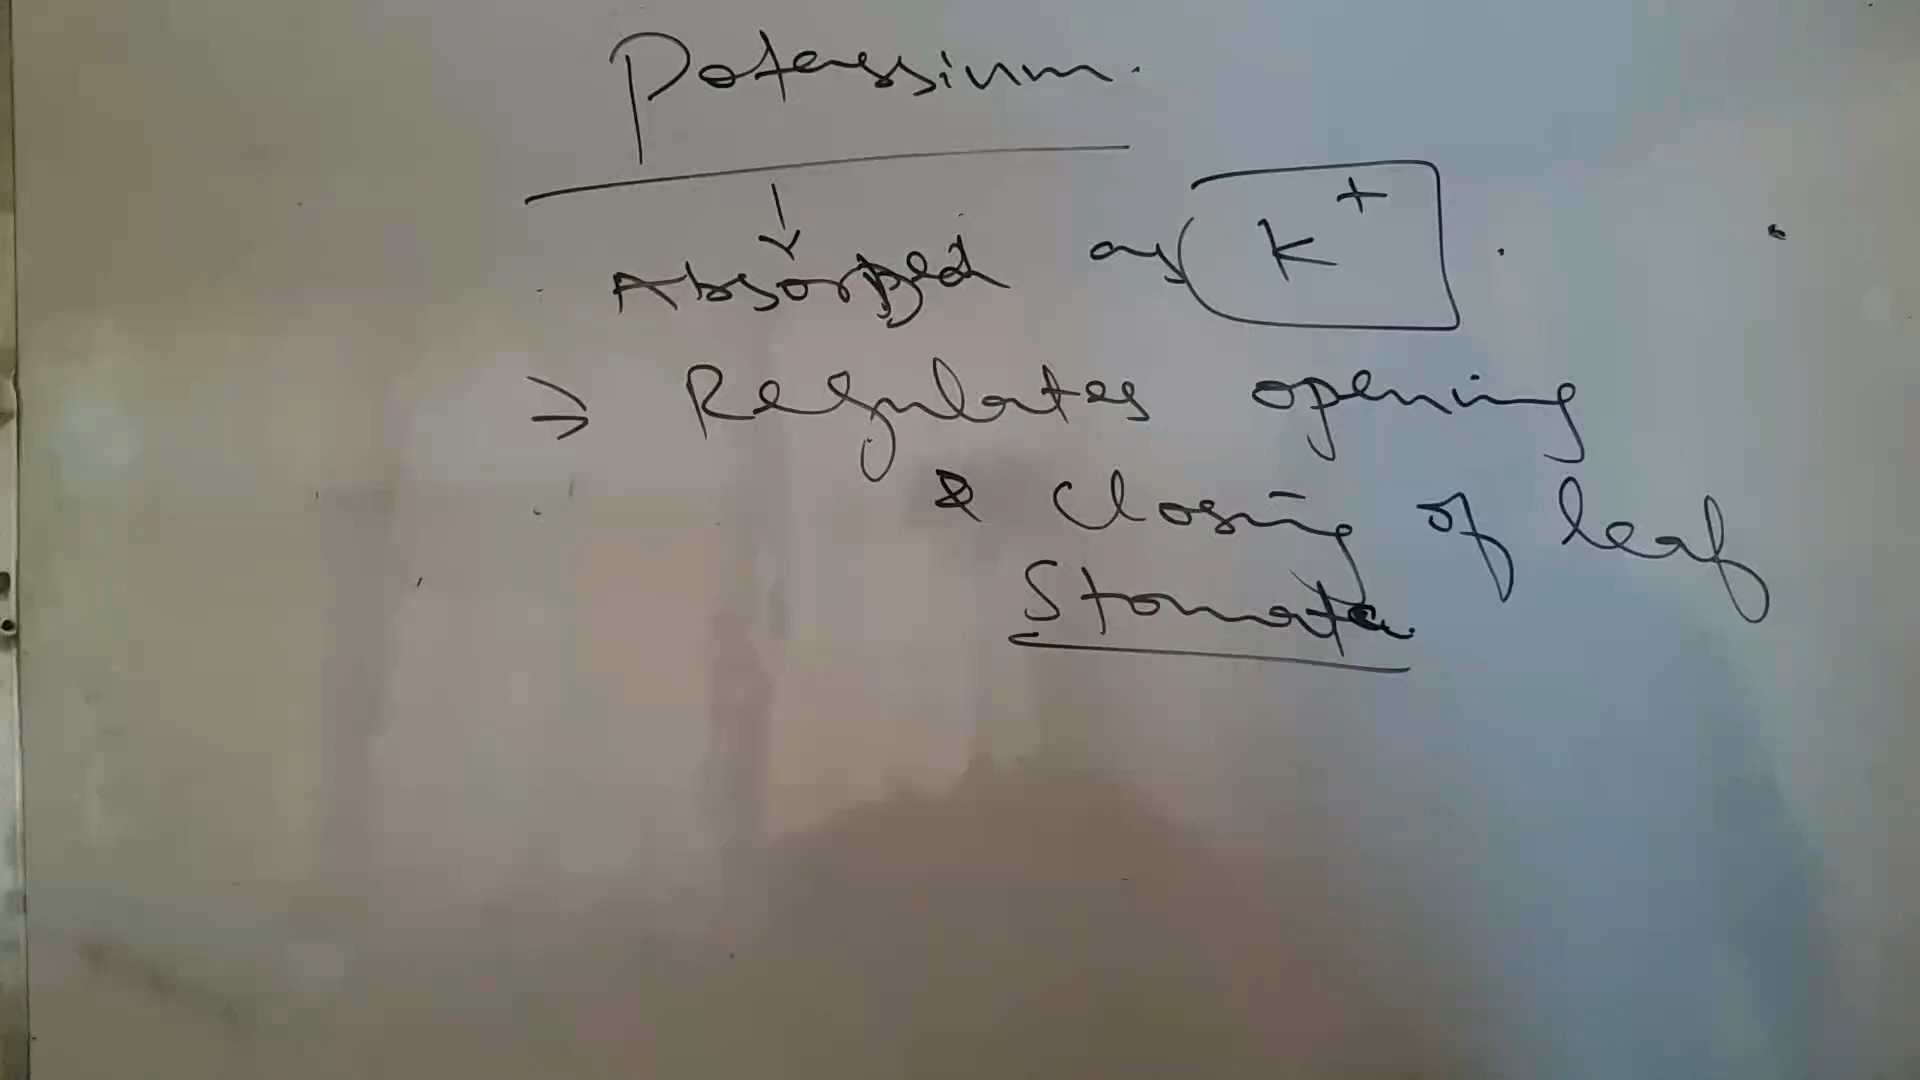 Potassium.
↓
Absorbed as K⁺.
⇒ Regulates opening
& Closing of leaf
Stomata